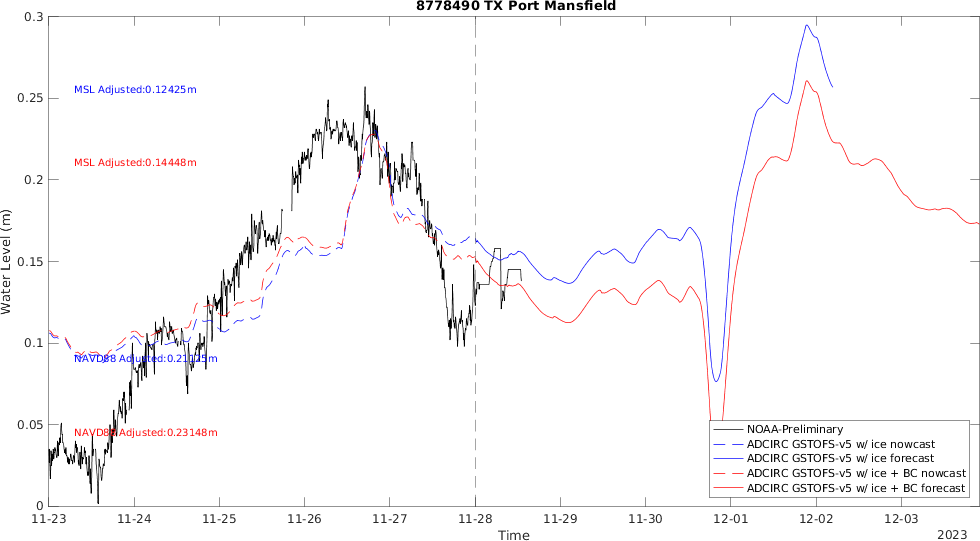 8778490 TX Port Mansfield
0.3
0.25
0.2
0.15
0.1
0.05
0
Water Level (m)
MSL Adjusted:0.12425m
MSL Adjusted:0.14448m
NAVD88 Adjusted:0.21125m
NAVD88 Adjusted:0.23148m
NOAA-Preliminary
ADCIRC GSTOFS-v5 w/ ice nowcast
ADCIRC GSTOFS-v5 w/ ice forecast
ADCIRC GSTOFS-v5 w/ ice + BC nowcast
ADCIRC GSTOFS-v5 w/ ice + BC forecast
11-23 11-24 11-25 11-26 11-27 11-28 11-29 11-30 12-01 12-02 12-03
Time
2023